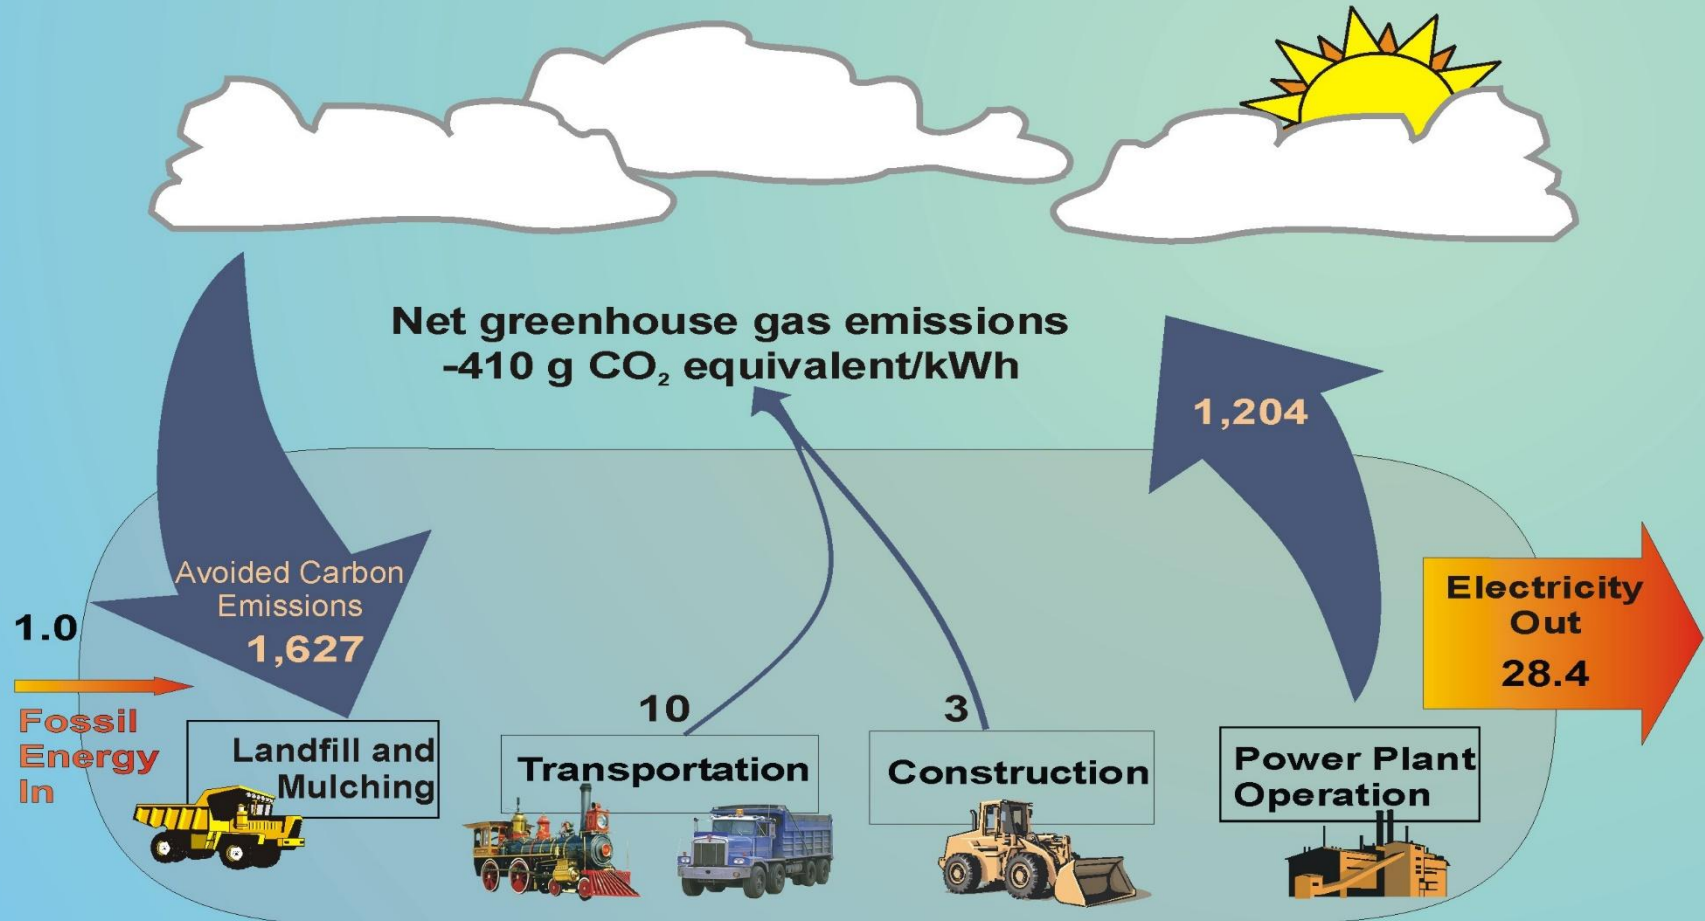 Net greenhouse gas emissions
-410 g CO₂ equivalent/kWh
1,204
Avoided Carbon
Emissions
1,627
1.0
Fossil
Energy
In
Electricity
Out
28.4
10
3
Landfill and
Mulching
Transportation
Construction
Power Plant
Operation